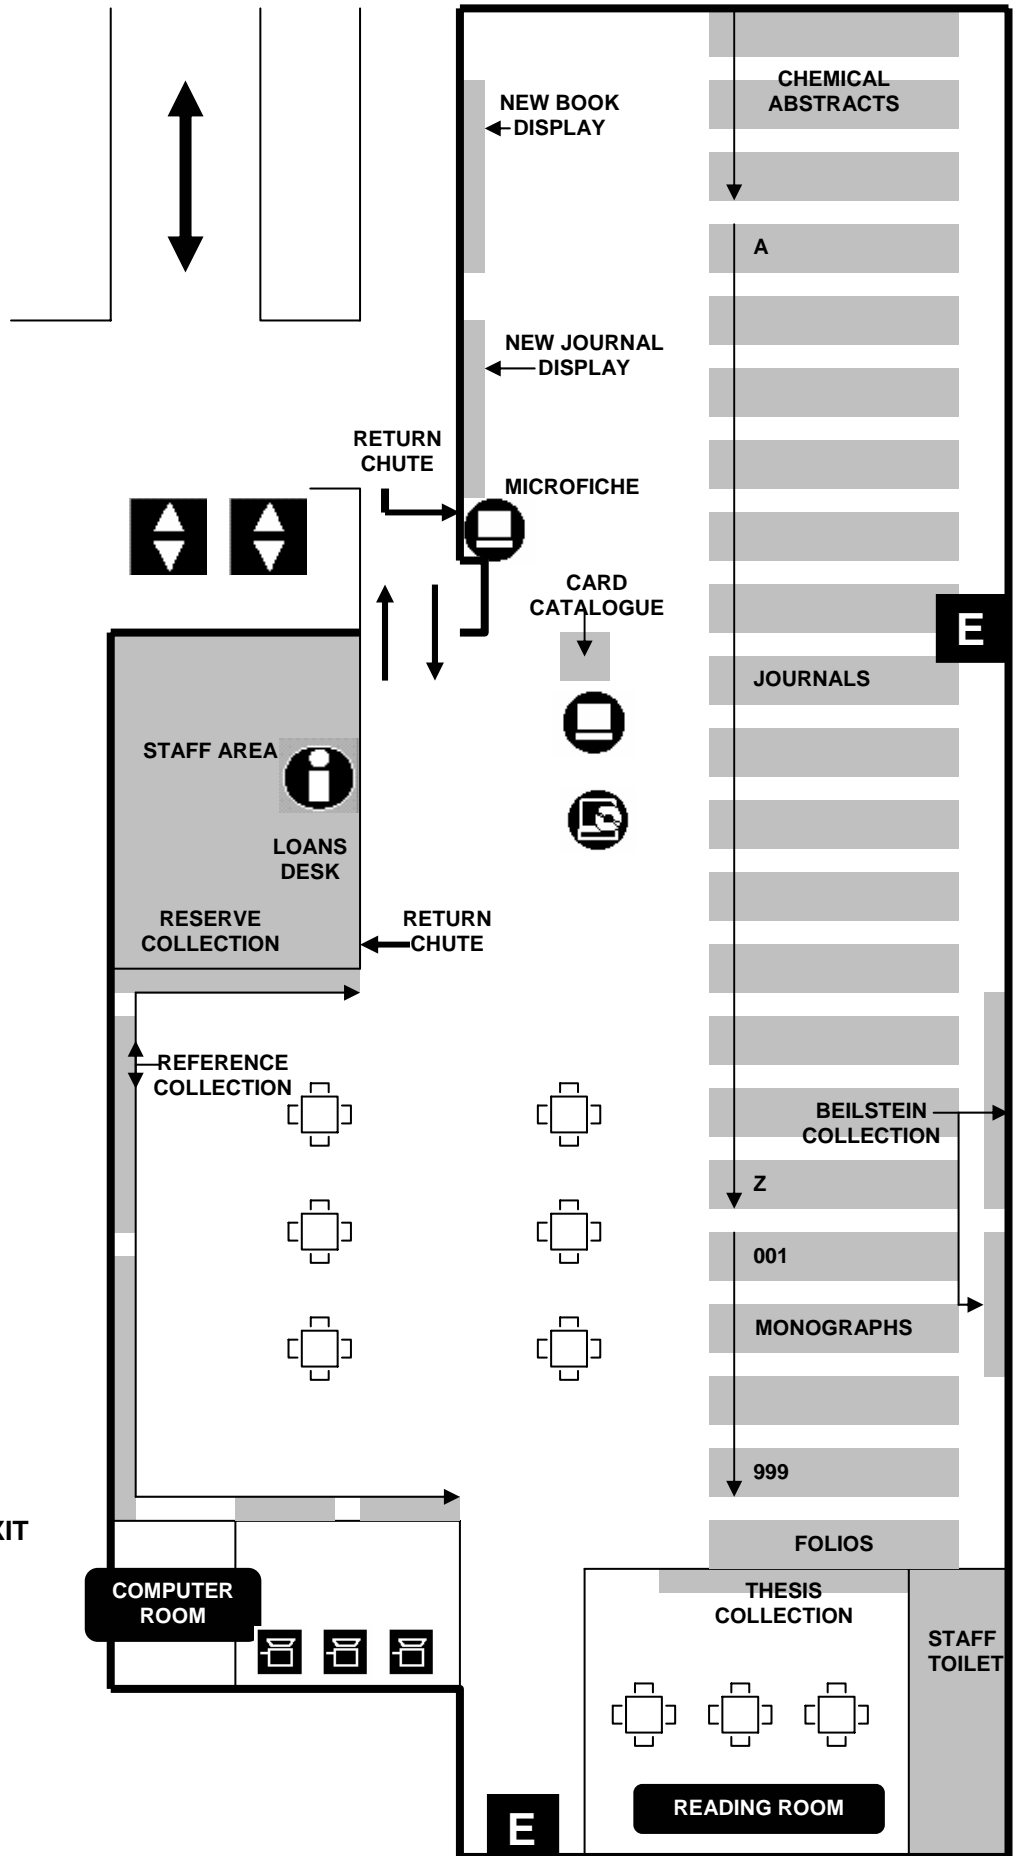 CHEMICAL
ABSTRACTS
NEW BOOK
DISPLAY
A
NEW JOURNAL
DISPLAY
RETURN
CHUTE
MICROFICHE
CARD
CATALOGUE
E
JOURNALS
STAFF AREA
LOANS
DESK
RESERVE
COLLECTION
RETURN
CHUTE
REFERENCE
COLLECTION
BEILSTEIN
COLLECTION
Z
001
MONOGRAPHS
999
XIT
FOLIOS
COMPUTER
ROOM
THESIS
COLLECTION
STAFF
TOILET
READING ROOM
E